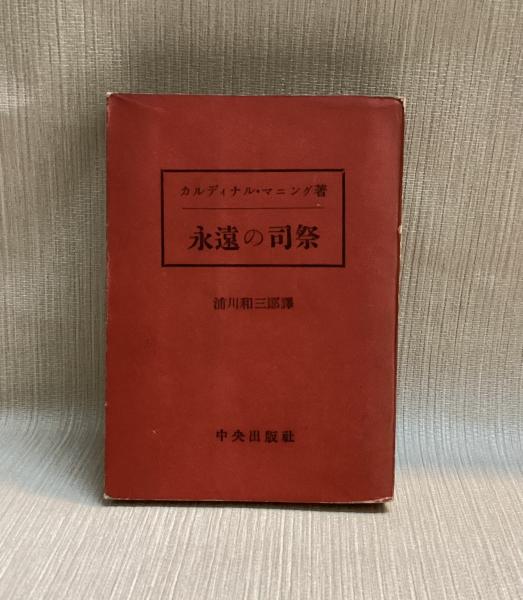 カルディナル・マニング著
永遠の司祭
浦川和三郎譯
中央出版社